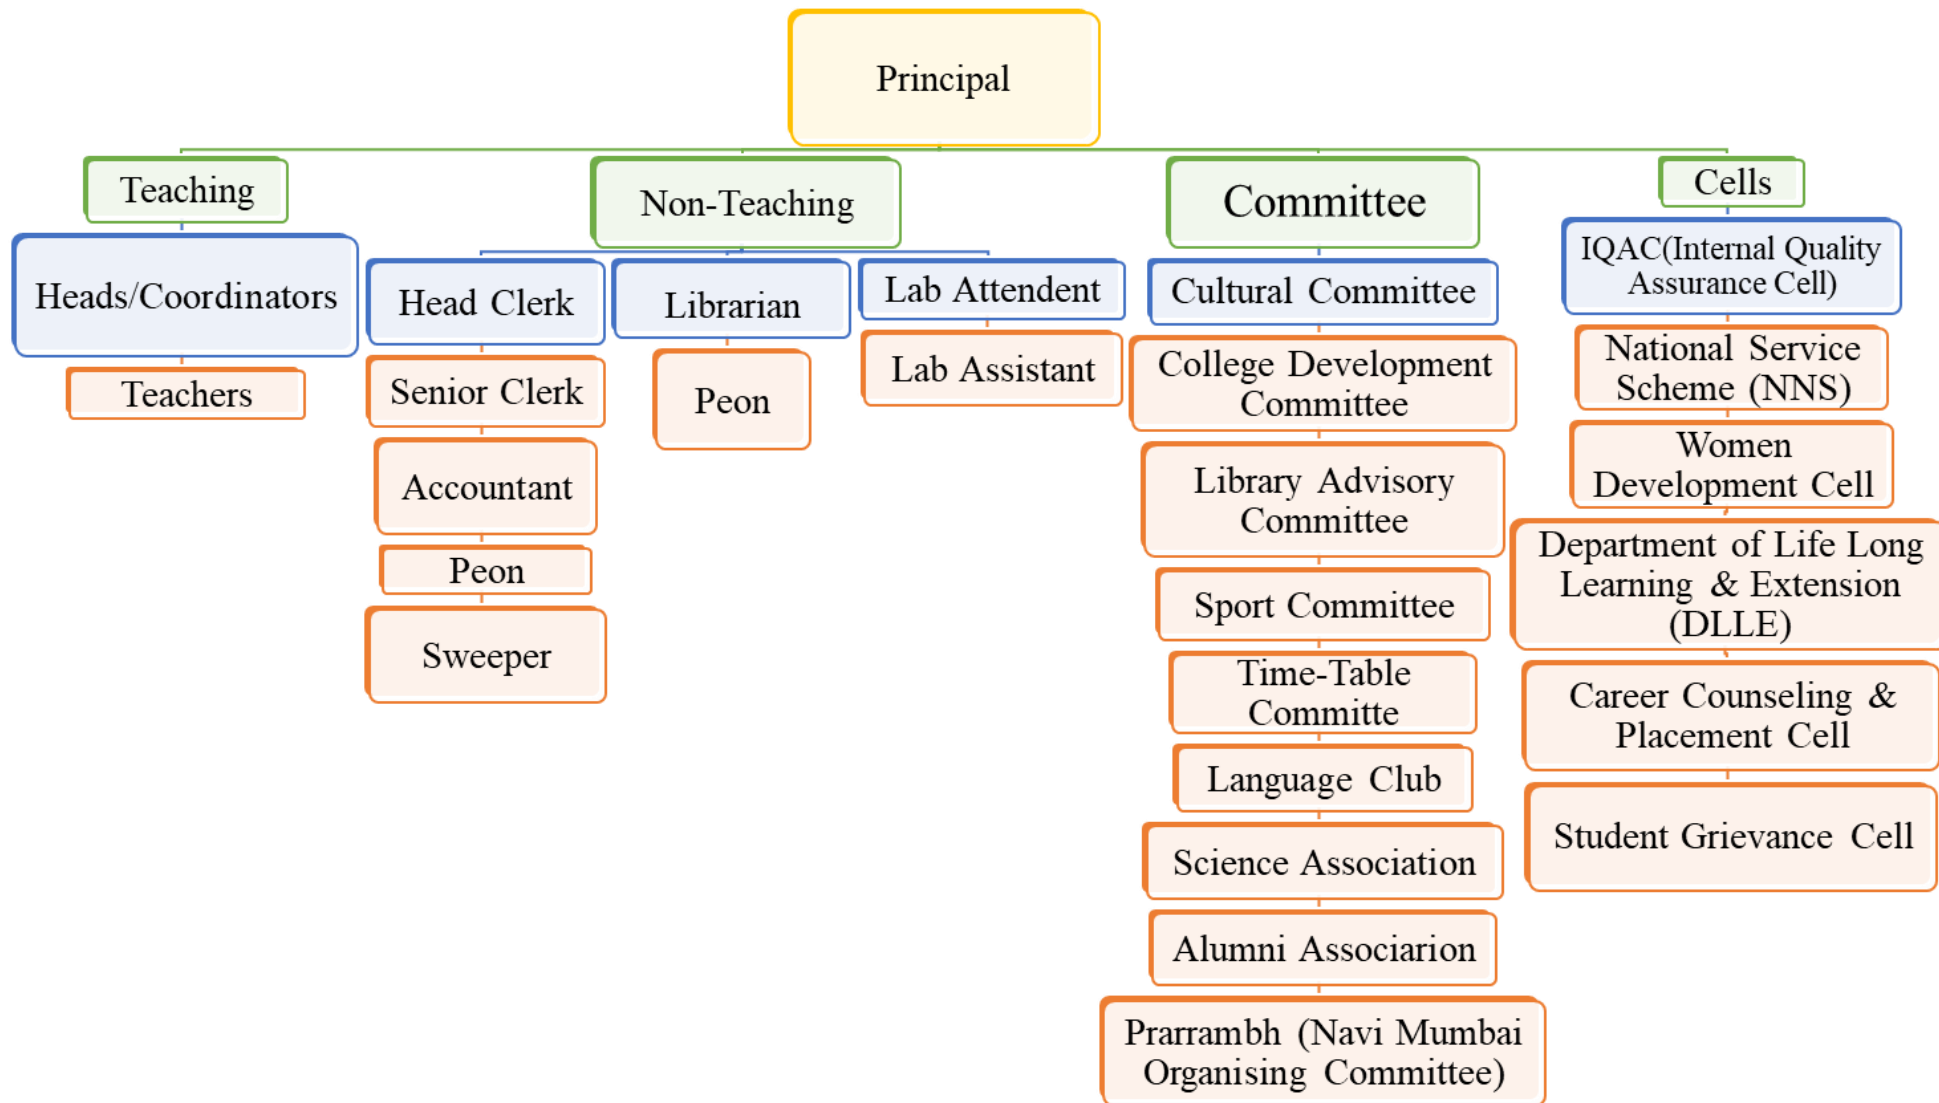 Principal
Teaching
Non-Teaching
Committee
Cells
Heads/Coordinators
Teachers
Head Clerk
Senior Clerk
Accountant
Peon
Sweeper
Librarian
Peon
Lab Attendent
Lab Assistant
Cultural Committee
College Development
Committee
Library Advisory
Committee
Sport Committee
Time-Table
Committe
Language Club
Science Association
Alumni Associarion
Prarrambh (Navi Mumbai
Organising Committee)
IQAC(Internal Quality
Assurance Cell)
National Service
Scheme (NNS)
Women
Development Cell
Department of Life Long
Learning & Extension
(DLLE)
Career Counseling &
Placement Cell
Student Grievance Cell